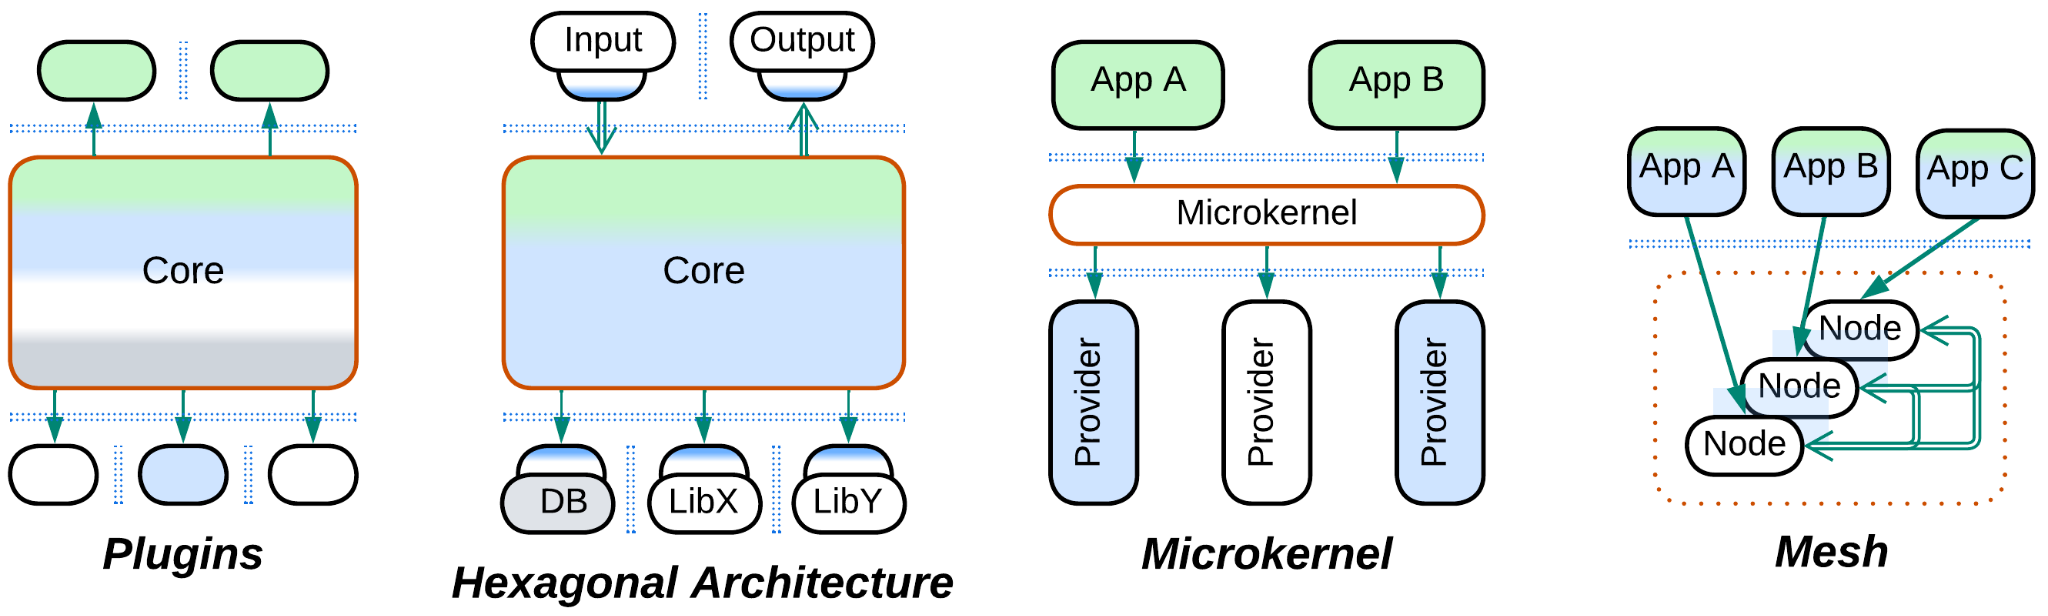 Core
Plugins
Input
Output
Core
DB
LibX
LibY
Hexagonal Architecture
App A
App B
Microkernel
Provider
Provider
Provider
Microkernel
App A
App B
App C
Node
Node
Node
Mesh